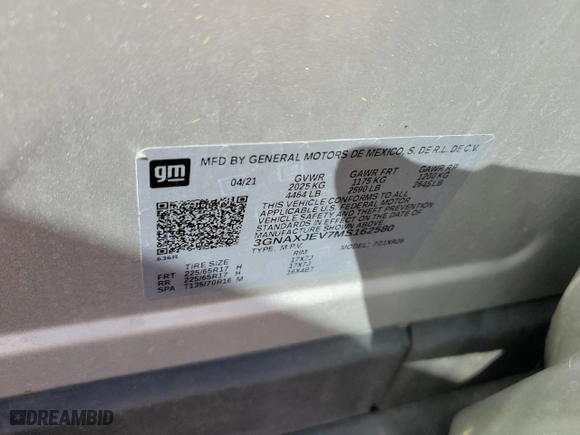 gm
MFD BY GENERAL MOTORS DE MEXICO, S. DE R.L. DE C.V.
04/21 GVWR GAWR FRT GAWR RR
2025 KG 1175 KG 1200 KG
4464 LB 2590 LB 2645 LB
THIS VEHICLE CONFORMS TO ALL
APPLICABLE U.S. FEDERAL MOTOR
VEHICLE SAFETY AND THEFT PREVENTION
STANDARDS IN EFFECT ON THE DATE OF
MANUFACTURE SHOWN ABOVE.
3GNAXJEV7MS162580
TYPE: M.P.V. MODEL: 701XR26
636R
TIRE SIZE RIM
FRT 225/65R17 H 17X7J
RR 225/65R17 H 17X7J
SPA T135/70R16 M 16X4BT
DREAMBID